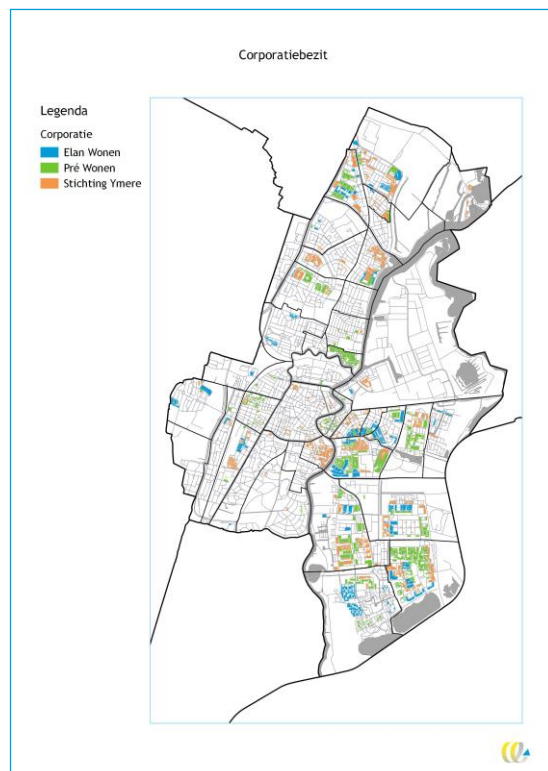 Corporatiebezit
Legenda
Corporatie
Elan Wonen
Pré Wonen
Stichting Ymere